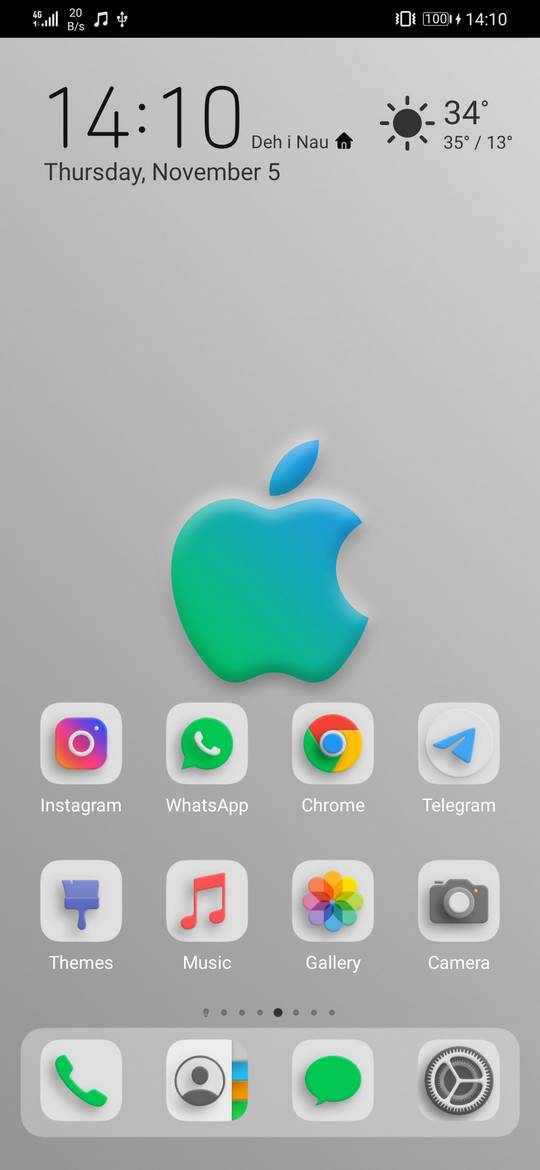 4G
20
B/s
100
14:10
14:10
Deh i Nau
34°
35° / 13°
Thursday, November 5
Instagram
WhatsApp
Chrome
Telegram
Themes
Music
Gallery
Camera